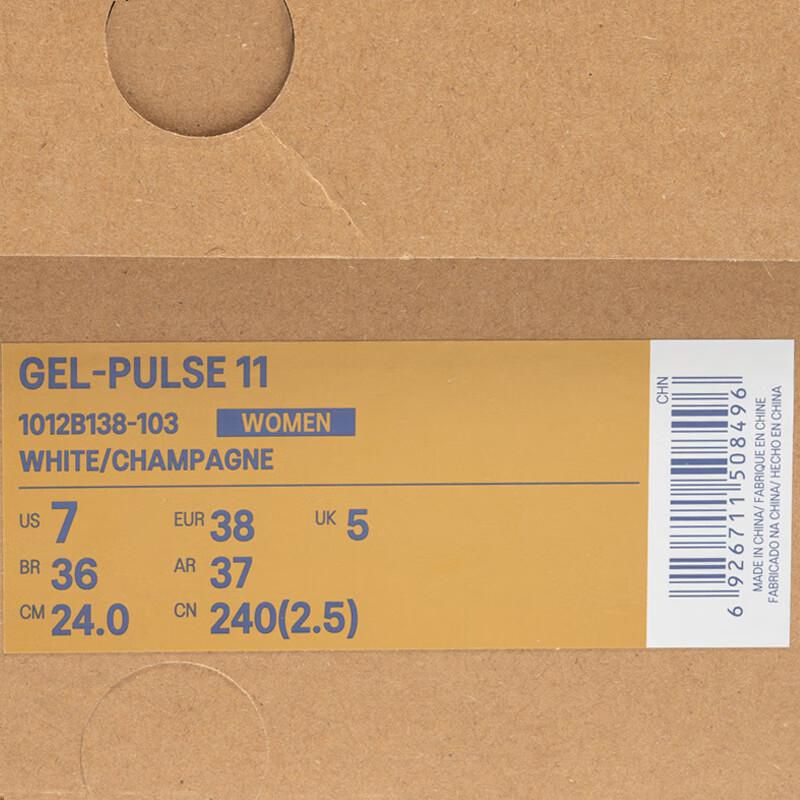 GEL-PULSE 11
1012B138-103 WOMEN
WHITE/CHAMPAGNE
US 7 EUR 38 UK 5
BR 36 AR 37
CM 24.0 CN 240(2.5)
CHN
6 926711 508496
MADE IN CHINA/ FABRIQUE EN CHINE
FABRICADO NA CHINA/ HECHO EN CHINA